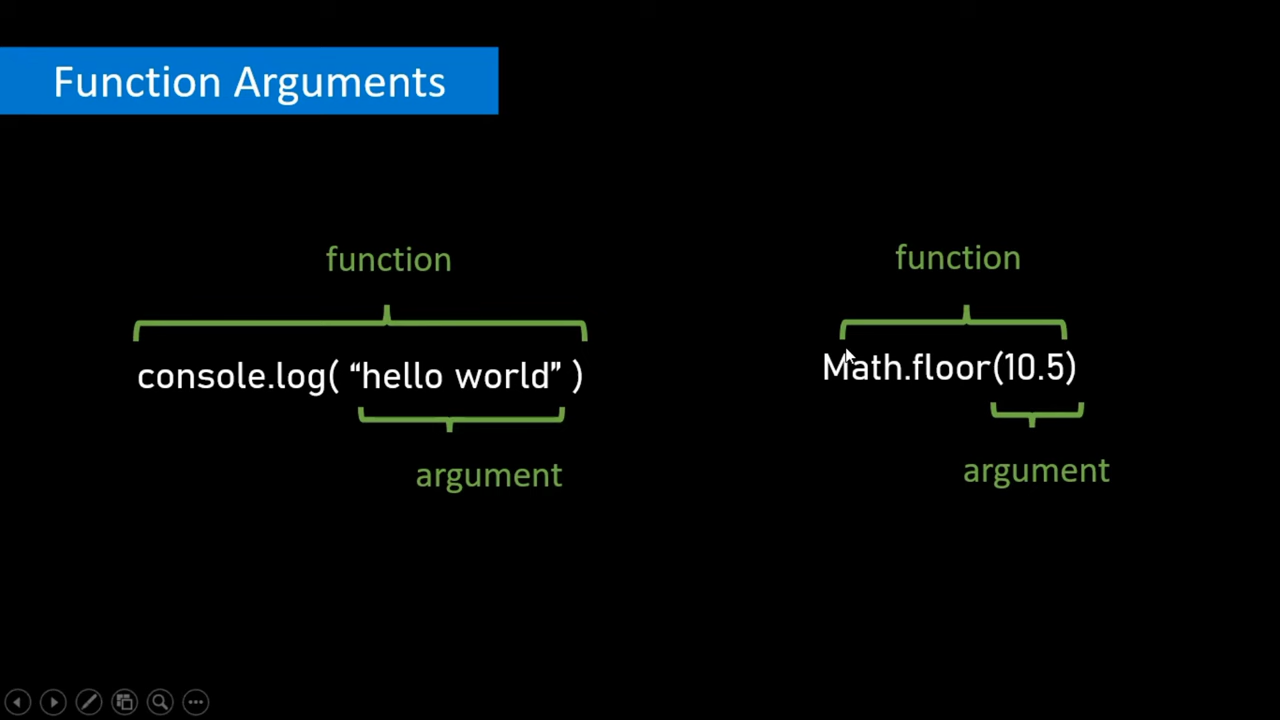 Function Arguments
function
console.log( “hello world” )
argument
function
Math.floor(10.5)
argument